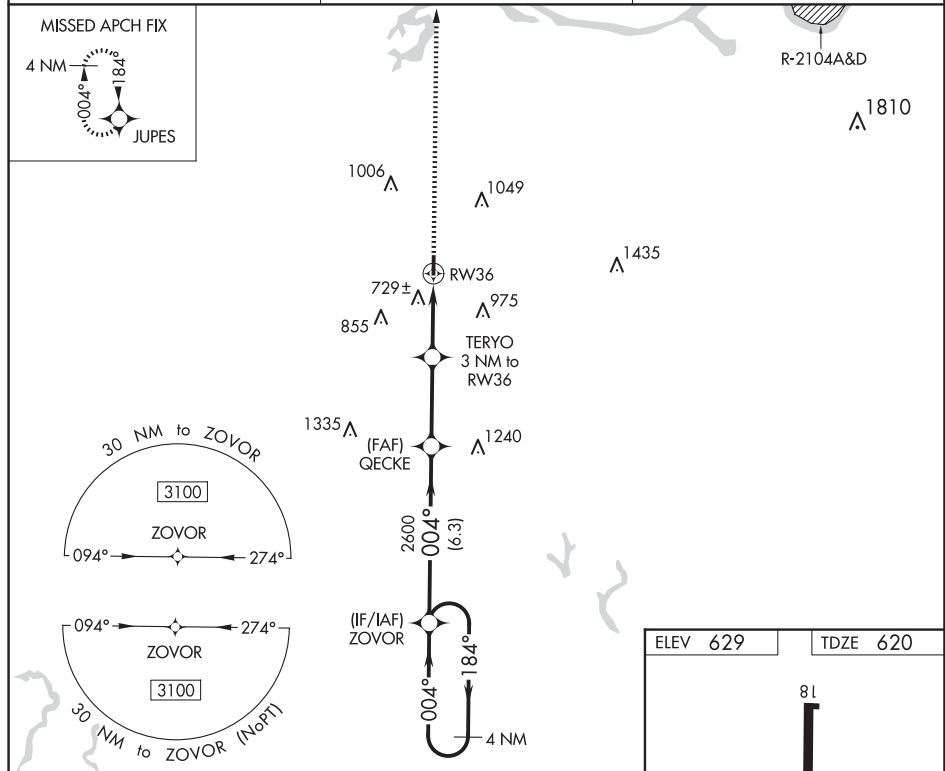 MISSED APCH FIX
4 NM
184°
004°
JUPES
R-2104A&D
1810
1006
1049
1435
RW36
729±
975
855
TERYO
3 NM to
RW36
1335
(FAF)
QECKE
1240
30 NM to ZOVOR
3100
ZOVOR
094°
274°
2600
004°
(6.3)
(IF/IAF)
ZOVOR
094°
274°
ZOVOR
3100
30 NM to ZOVOR (NoPT)
004°
184°
4 NM
ELEV 629
TDZE 620
18